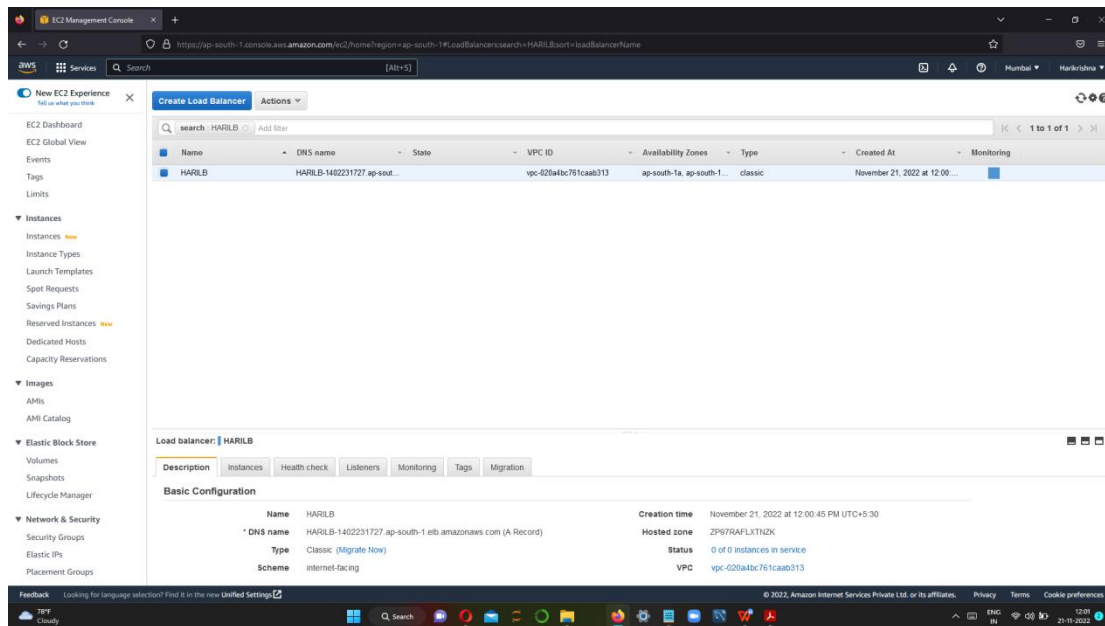 EC2 Management Console
https://ap-south-1.console.aws.amazon.com/ec2/home?region=ap-south-1#LoadBalancers:search=HARILB;sort=loadBalancerName
aws Services Search [Alt+S] Mumbai Harikrishna
New EC2 Experience
Tell us what you think
EC2 Dashboard
EC2 Global View
Events
Tags
Limits
Instances
Instances New
Instance Types
Launch Templates
Spot Requests
Savings Plans
Reserved Instances New
Dedicated Hosts
Capacity Reservations
Images
AMIs
AMI Catalog
Elastic Block Store
Volumes
Snapshots
Lifecycle Manager
Network & Security
Security Groups
Elastic IPs
Placement Groups
Create Load Balancer Actions
search : HARILB Add filter 1 to 1 of 1
Name DNS name State VPC ID Availability Zones Type Created At Monitoring
HARILB HARILB-1402231727.ap-sout... vpc-020a4bc761caab313 ap-south-1a, ap-south-1... classic November 21, 2022 at 12:00:...
Load balancer: HARILB
Description Instances Health check Listeners Monitoring Tags Migration
Basic Configuration
Name HARILB Creation time November 21, 2022 at 12:00:45 PM UTC+5:30
* DNS name HARILB-1402231727.ap-south-1.elb.amazonaws.com (A Record) Hosted zone ZP97RAFLXTNZK
Type Classic (Migrate Now) Status 0 of 0 instances in service
Scheme internet-facing VPC vpc-020a4bc761caab313
Feedback Looking for language selection? Find it in the new Unified Settings © 2022, Amazon Internet Services Private Ltd. or its affiliates. Privacy Terms Cookie preferences
78°F Search ENG 12:01
Cloudy IN 21-11-2022 2